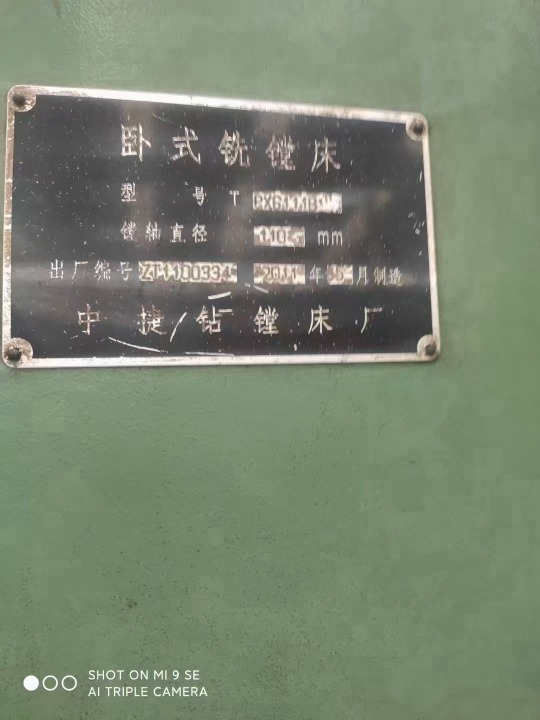 卧式铣镗床
型 号 T PX6111B
镗轴直径 110 mm
出厂编号 ZT1100334 2011 年 月制造
中捷钻镗床厂
SHOT ON MI 9 SE
AI TRIPLE CAMERA